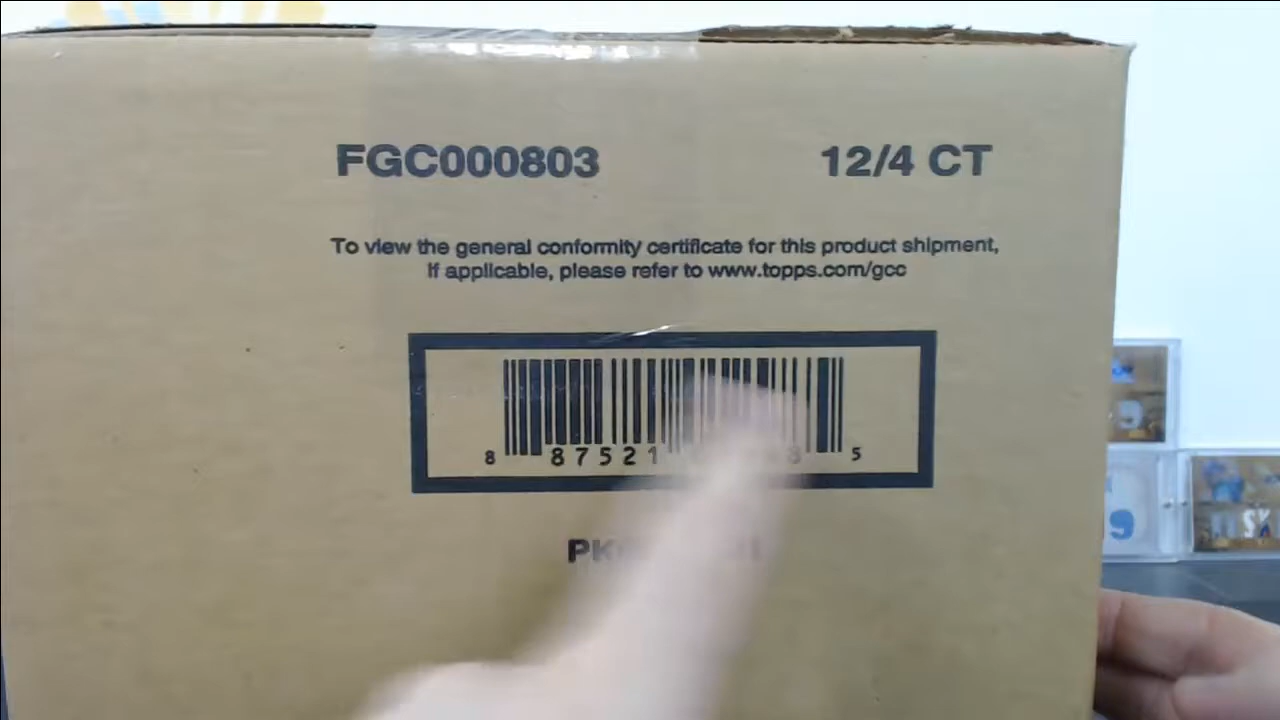 FGC000803 12/4 CT
To view the general conformity certificate for this product shipment,
if applicable, please refer to www.topps.com/gcc
8 87521 8 5